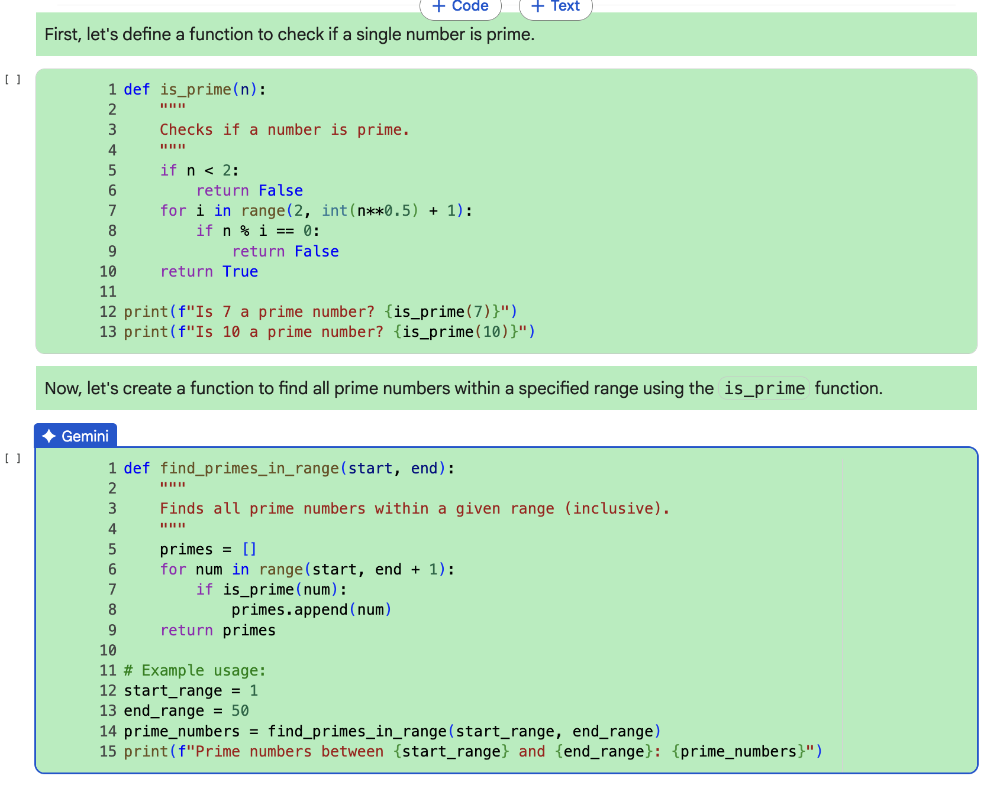 + Code + Text
First, let's define a function to check if a single number is prime.
[ ]
1 def is_prime(n):
2     """
3     Checks if a number is prime.
4     """
5     if n < 2:
6         return False
7     for i in range(2, int(n**0.5) + 1):
8         if n % i == 0:
9             return False
10     return True
11
12 print(f"Is 7 a prime number? {is_prime(7)}")
13 print(f"Is 10 a prime number? {is_prime(10)}")
Now, let's create a function to find all prime numbers within a specified range using the is_prime function.
Gemini
[ ]
1 def find_primes_in_range(start, end):
2     """
3     Finds all prime numbers within a given range (inclusive).
4     """
5     primes = []
6     for num in range(start, end + 1):
7         if is_prime(num):
8             primes.append(num)
9     return primes
10
11 # Example usage:
12 start_range = 1
13 end_range = 50
14 prime_numbers = find_primes_in_range(start_range, end_range)
15 print(f"Prime numbers between {start_range} and {end_range}: {prime_numbers}")